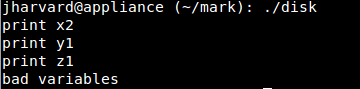 jharvard@appliance (~/mark): ./disk
print x2
print y1
print z1
bad variables